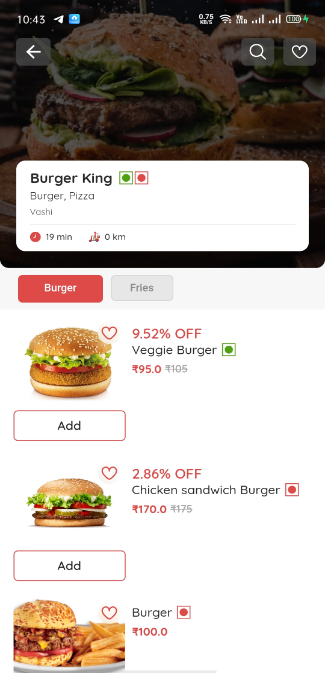 10:43
0.75
KB/S
Burger King
Burger, Pizza
Vashi
19 min 0 km
Burger Fries
9.52% OFF
Veggie Burger
₹95.0 ₹105
Add
2.86% OFF
Chicken sandwich Burger
₹170.0 ₹175
Add
Burger
₹100.0